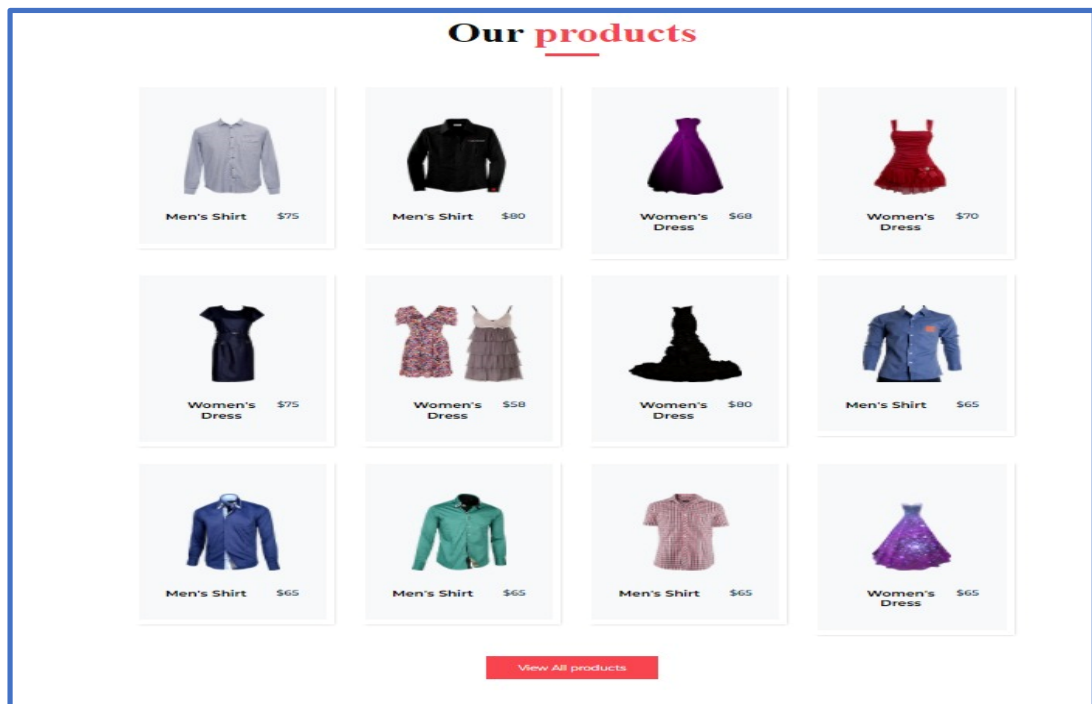 Our products
Men's Shirt $75
Men's Shirt $80
Women's $68
Dress
Women's $70
Dress
Women's $75
Dress
Women's $58
Dress
Women's $80
Dress
Men's Shirt $65
Men's Shirt $65
Men's Shirt $65
Men's Shirt $65
Women's $65
Dress
View All products